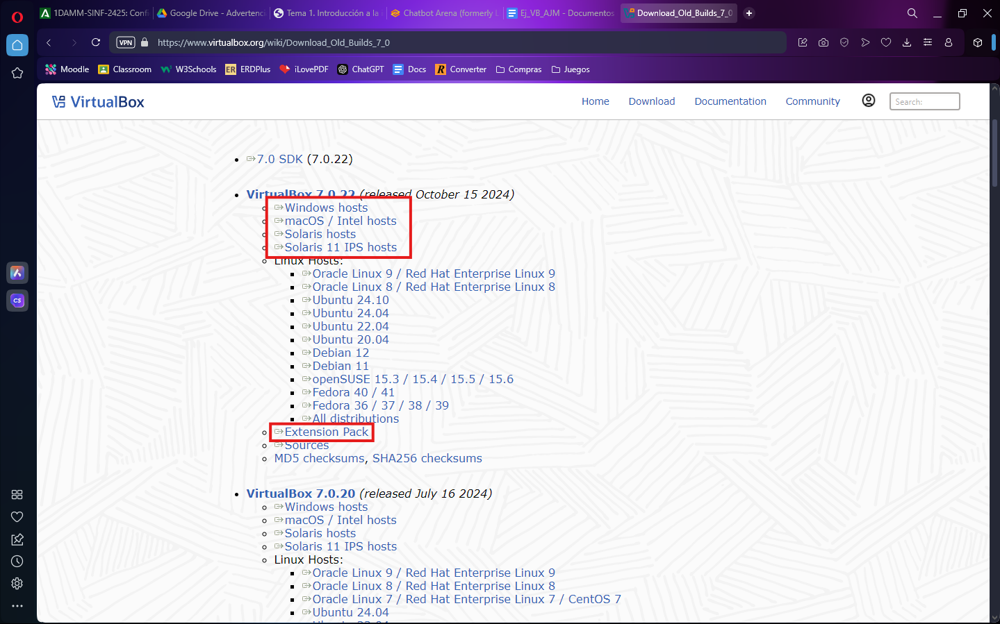 1DAMM-SINF-2425: Confi
Google Drive - Advertenci
Tema 1. Introducción a la
Chatbot Arena (formerly L
Ej_VB_AJM - Documentos
Download_Old_Builds_7_0
VPN
https://www.virtualbox.org/wiki/Download_Old_Builds_7_0
Moodle
Classroom
W3Schools
ER ERDPlus
iLovePDF
ChatGPT
Docs
R Converter
Compras
Juegos
VirtualBox
Home
Download
Documentation
Community
Search:
CS
7.0 SDK (7.0.22)
VirtualBox 7.0.22 (released October 15 2024)
Windows hosts
macOS / Intel hosts
Solaris hosts
Solaris 11 IPS hosts
Linux Hosts:
Oracle Linux 9 / Red Hat Enterprise Linux 9
Oracle Linux 8 / Red Hat Enterprise Linux 8
Ubuntu 24.10
Ubuntu 24.04
Ubuntu 22.04
Ubuntu 20.04
Debian 12
Debian 11
openSUSE 15.3 / 15.4 / 15.5 / 15.6
Fedora 40 / 41
Fedora 36 / 37 / 38 / 39
All distributions
Extension Pack
Sources
MD5 checksums, SHA256 checksums
VirtualBox 7.0.20 (released July 16 2024)
Windows hosts
macOS / Intel hosts
Solaris hosts
Solaris 11 IPS hosts
Linux Hosts:
Oracle Linux 9 / Red Hat Enterprise Linux 9
Oracle Linux 8 / Red Hat Enterprise Linux 8
Oracle Linux 7 / Red Hat Enterprise Linux 7 / CentOS 7
Ubuntu 24.04